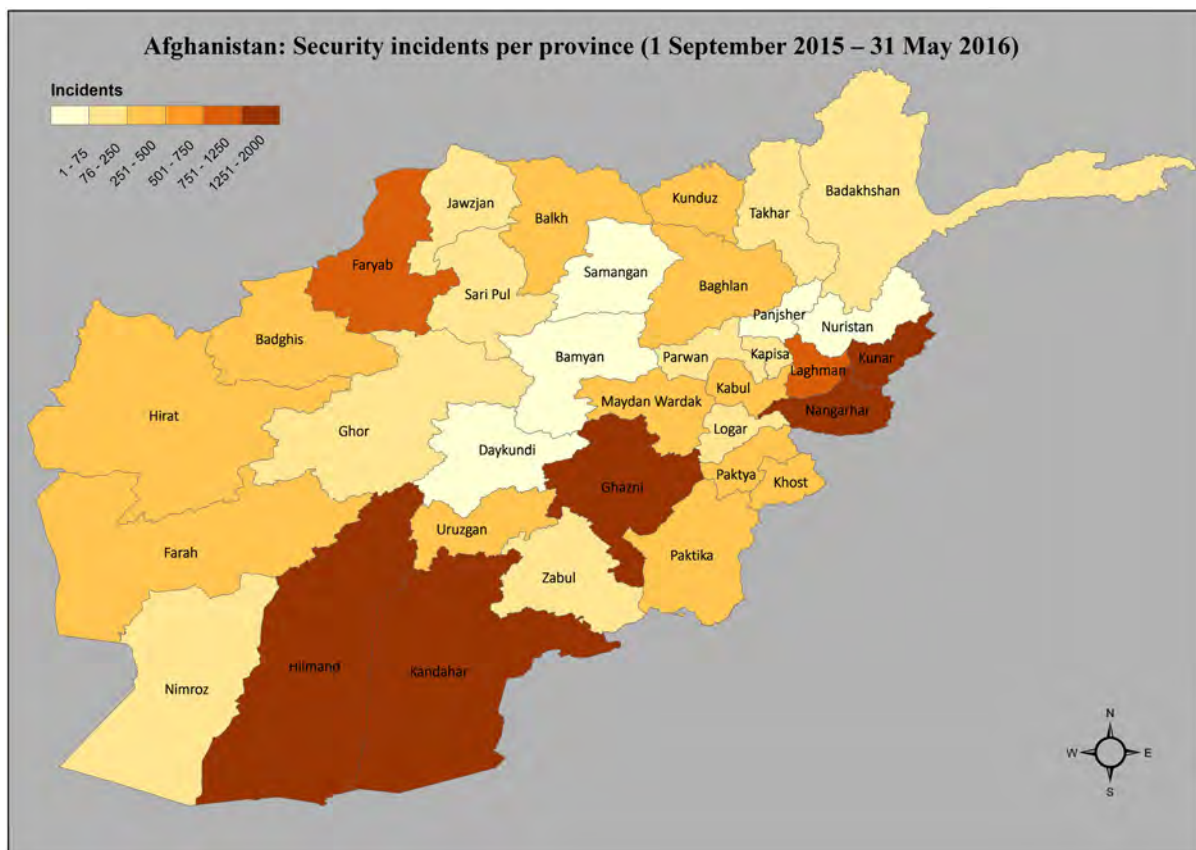 Afghanistan: Security incidents per province (1 September 2015 – 31 May 2016)
Incidents
1 - 75
76 - 250
251 - 500
501 - 750
751 - 1250
1251 - 2000
Badakhshan
Jawzjan
Kunduz
Takhar
Balkh
Faryab
Samangan
Baghlan
Sari Pul
Panjsher
Nuristan
Badghis
Bamyan
Parwan
Kapisa
Kunar
Laghman
Kabul
Hirat
Maydan Wardak
Nangarhar
Ghor
Logar
Daykundi
Paktya
Khost
Ghazni
Uruzgan
Farah
Paktika
Zabul
Hilmand
Kandahar
Nimroz
N
W
E
S